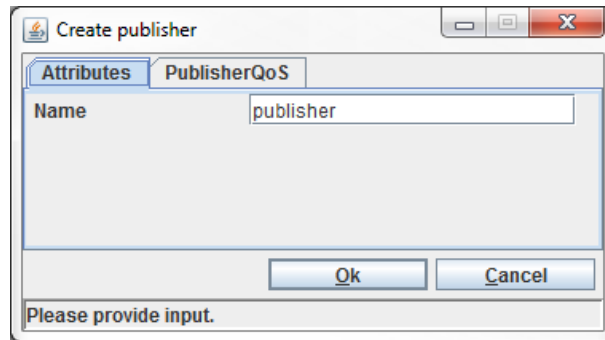 Create publisher
Attributes PublisherQoS
Name publisher
Ok Cancel
Please provide input.